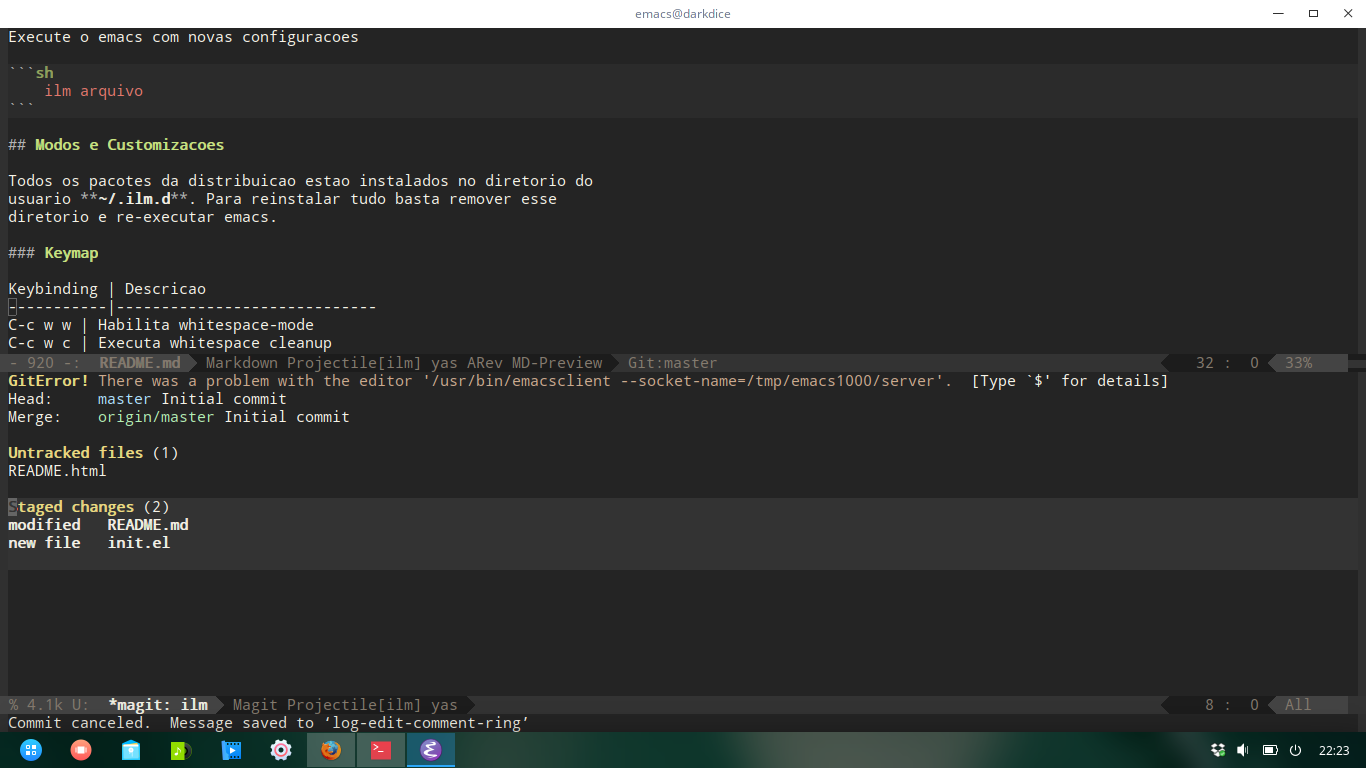 emacs@darkdice
Execute o emacs com novas configuracoes
```sh
ilm arquivo
```
## Modos e Customizacoes
Todos os pacotes da distribuicao estao instalados no diretorio do
usuario **~/.ilm.d**. Para reinstalar tudo basta remover esse
diretorio e re-executar emacs.
### Keymap
Keybinding | Descricao
-----------|-----------------------------
C-c w w | Habilita whitespace-mode
C-c w c | Executa whitespace cleanup
- 920 -: README.md Markdown Projectile[ilm] yas ARev MD-Preview Git:master 32 : 0 33%
GitError! There was a problem with the editor '/usr/bin/emacsclient --socket-name=/tmp/emacs1000/server'. [Type `$' for details]
Head: master Initial commit
Merge: origin/master Initial commit
Untracked files (1)
README.html
Staged changes (2)
modified README.md
new file init.el
% 4.1k U: *magit: ilm Magit Projectile[ilm] yas 8 : 0 All
Commit canceled. Message saved to ‘log-edit-comment-ring’
22:23